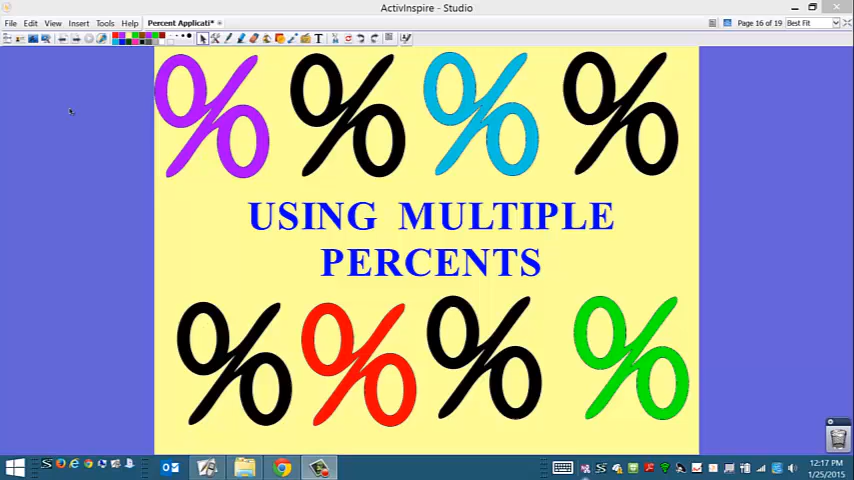 ActivInspire - Studio
File Edit View Insert Tools Help Percent Applicati* Page 16 of 19 Best Fit
% % % %
USING MULTIPLE
PERCENTS
% % % %
12:17 PM
1/25/2015